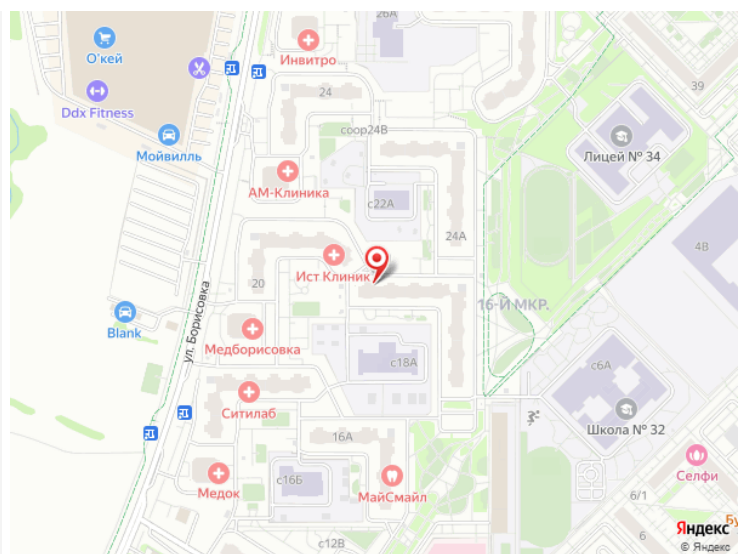 26А
О'кей
Инвитро
39
Ddx Fitness
24
соор24В
Мойвилль
Лицей № 34
АМ-Клиника
с22А
24А
4В
20
Ист Клиник
16-Й МКР.
Blank
ул. Борисовка
Медборисовка
с18А
с6А
Ситилаб
16А
Школа № 32
Селфи
Медок
с16Б
МайСмайл
6/1
с12В
6
Яндекс
© Яндекс